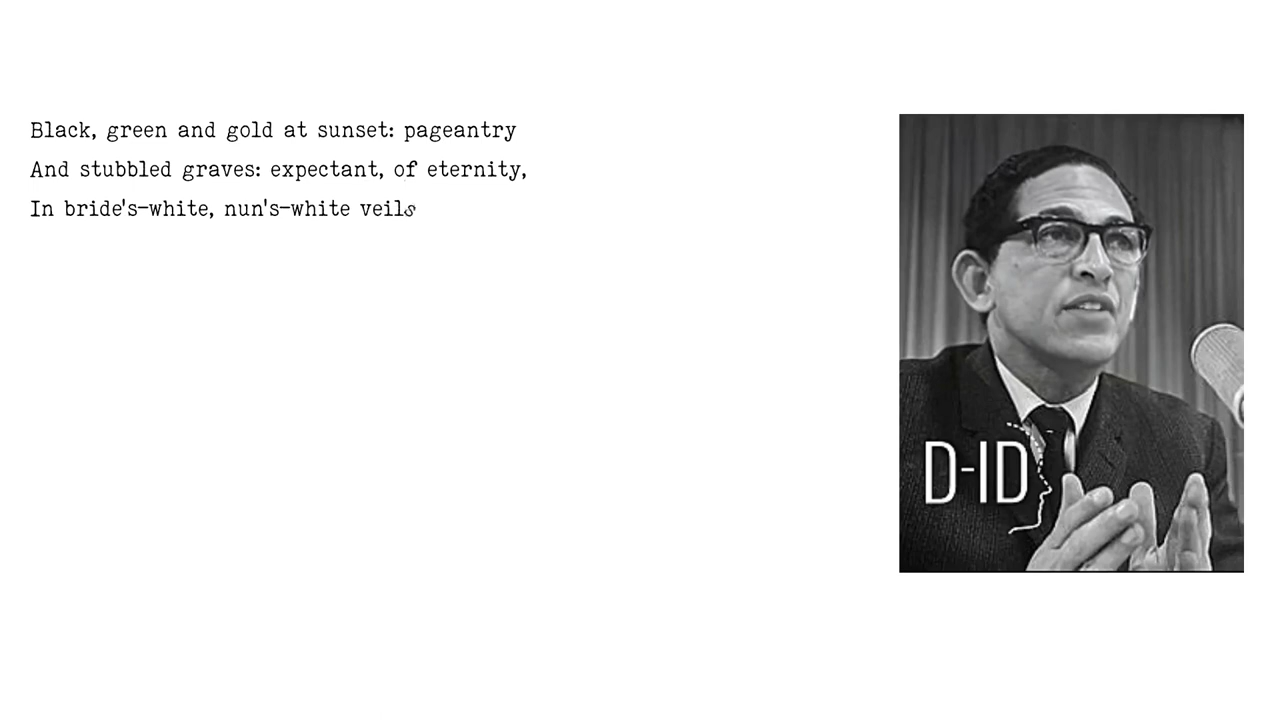 Black, green and gold at sunset: pageantry
And stubbled graves: expectant, of eternity,
In bride's-white, nun's-white veils
D-ID